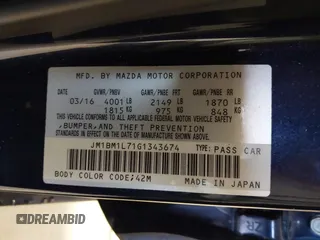 MFD. BY MAZDA MOTOR CORPORATION
GVWR/PNBV GAWR/PNBE FRT GAWR/PNBE RR
03/16 4001 LB 2149 LB 1870 LB
1815 KG 975 KG 848 KG
THIS VEHICLE CONFORMS TO ALL APPLICABLE FEDERAL MOTOR VEHICLE SAFETY
, BUMPER, AND THEFT PREVENTION
STANDARDS IN EFFECT ON THE DATE OF MANUFACTURE SHOWN ABOVE.
JM1BM1L71G1343674 TYPE: PASS CAR
BODY COLOR CODE; 42M MADE IN JAPAN
DREAMBID